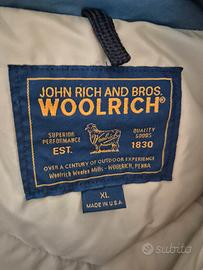 JOHN RICH AND BROS.
WOOLRICH®
SUPERIOR PERFORMANCE
QUALITY GOODS
EST.
Woolrich
1830
OVER A CENTURY OF OUTDOOR EXPERIENCE
Woolrich Woolen Mills - WOOLRICH, PENNA.
XL
MADE IN U.S.A
subito